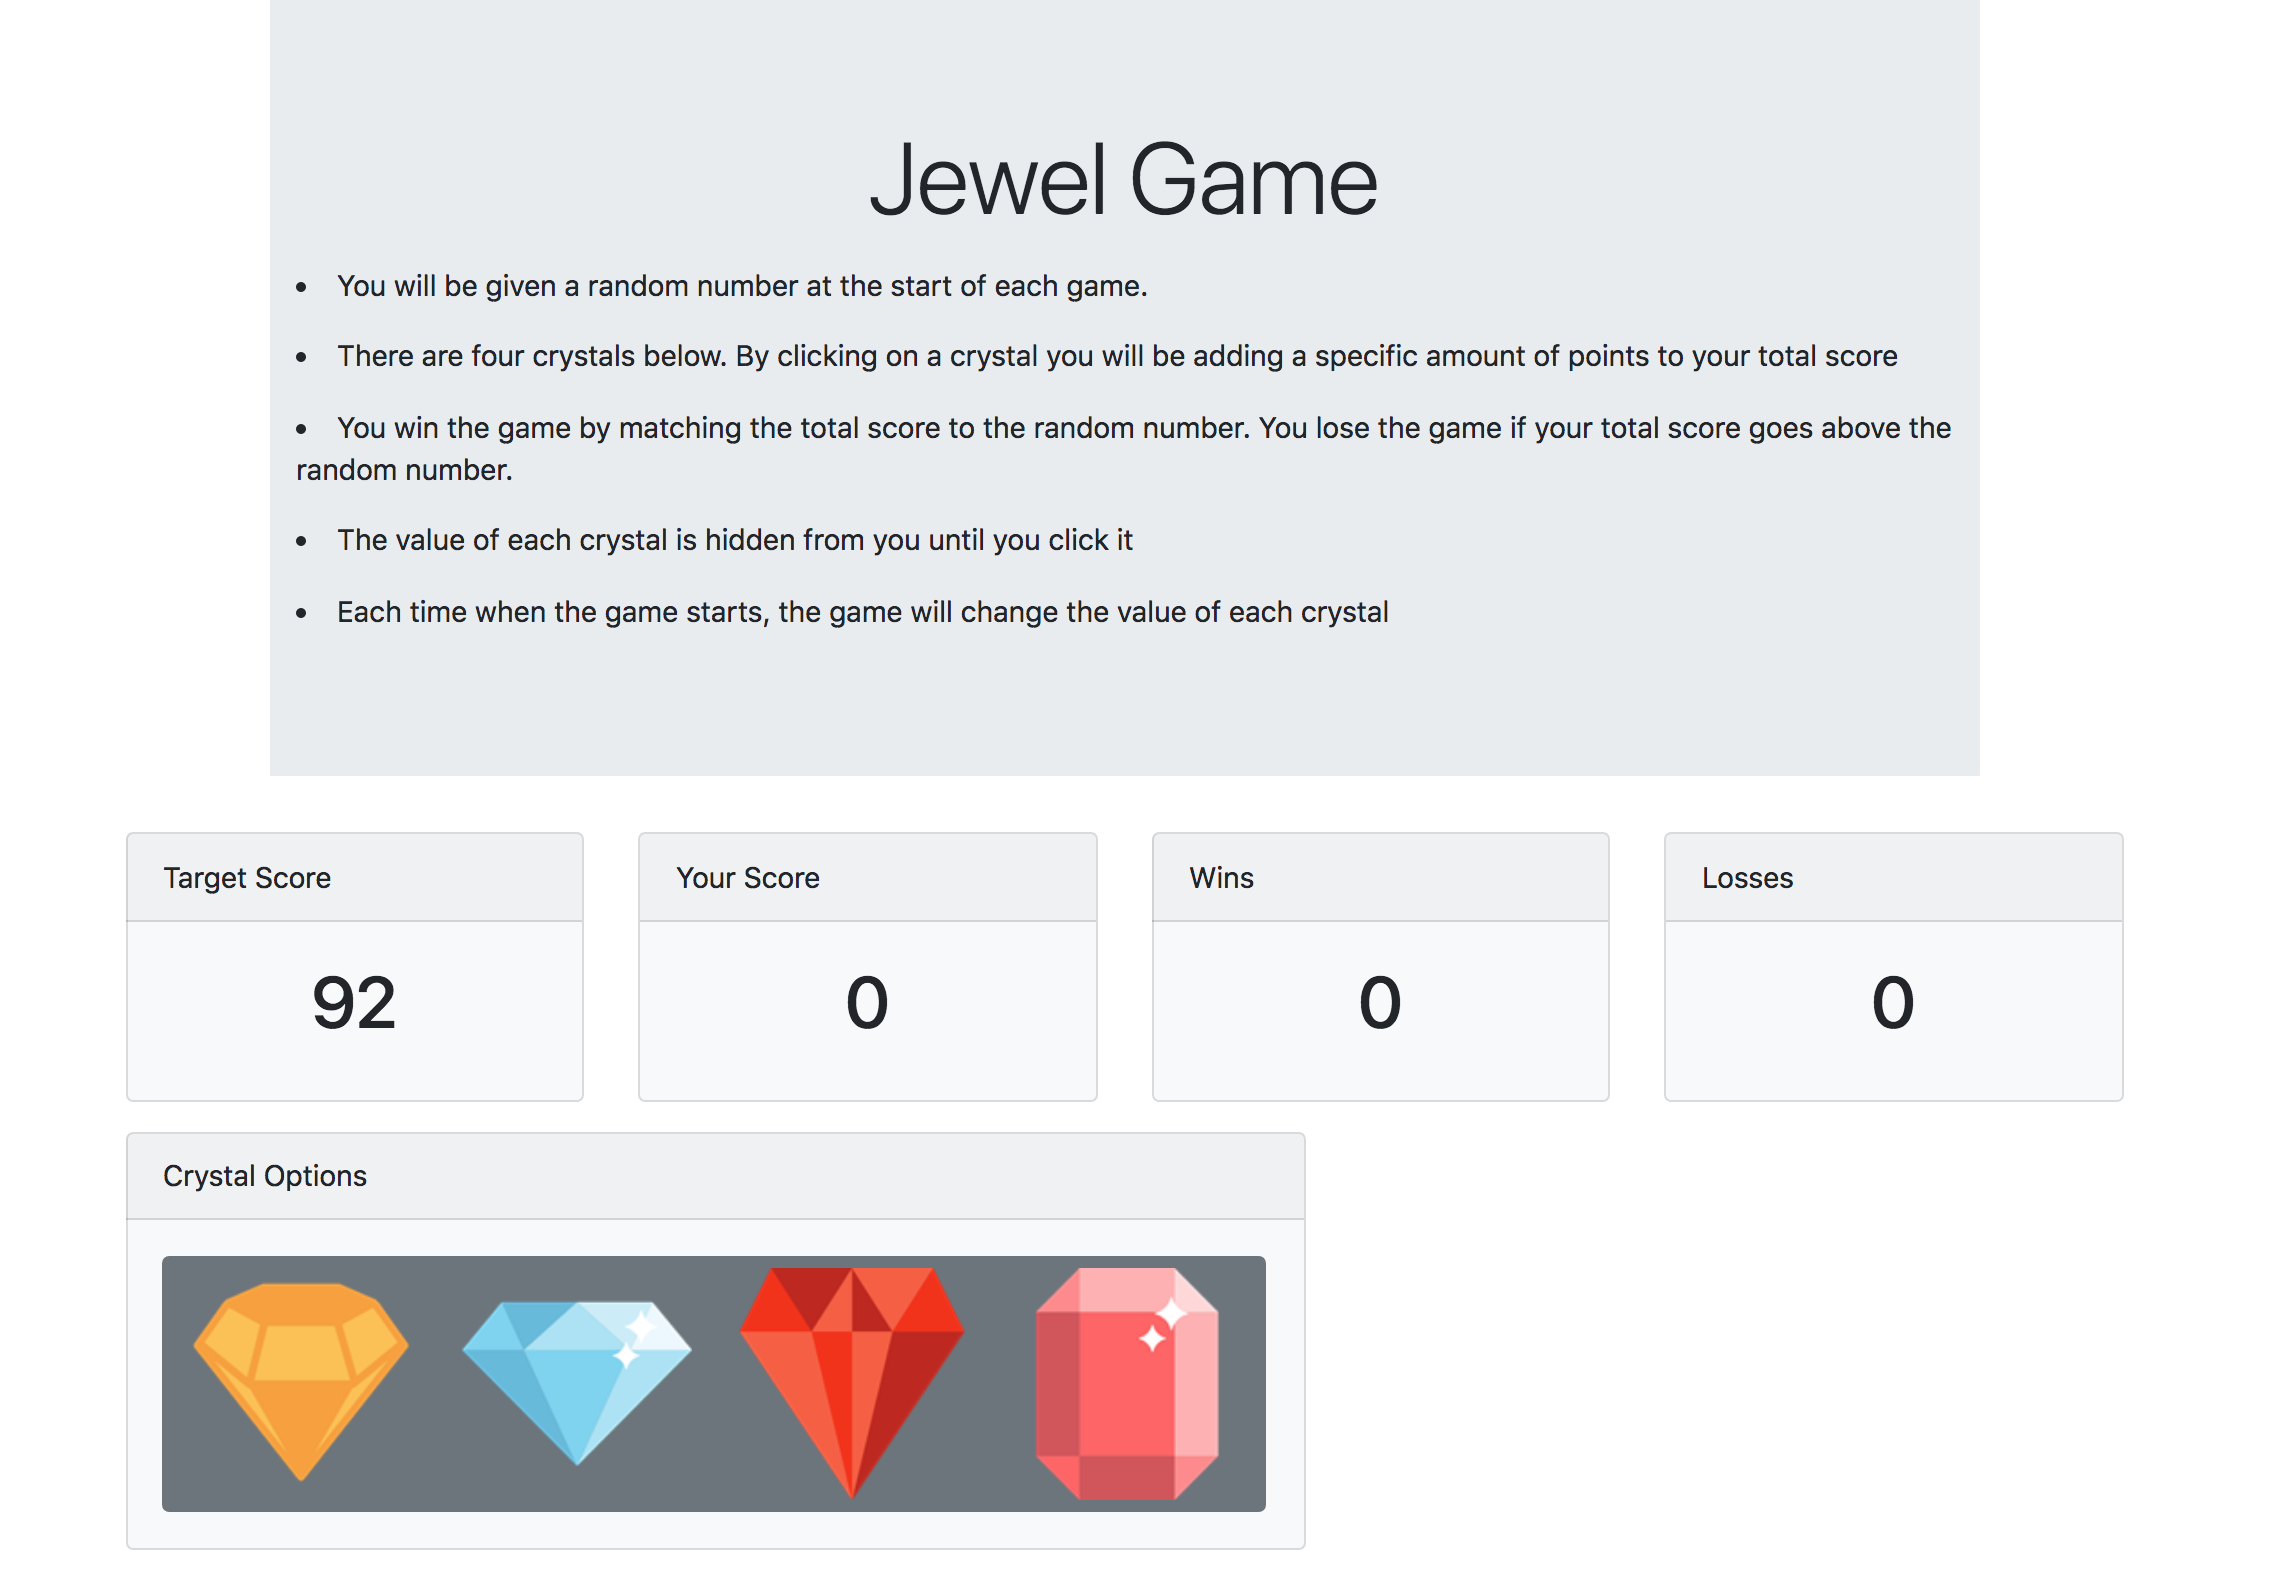 Jewel Game
• You will be given a random number at the start of each game.
• There are four crystals below. By clicking on a crystal you will be adding a specific amount of points to your total score
• You win the game by matching the total score to the random number. You lose the game if your total score goes above the
random number.
• The value of each crystal is hidden from you until you click it
• Each time when the game starts, the game will change the value of each crystal
Target Score
92
Your Score
0
Wins
0
Losses
0
Crystal Options